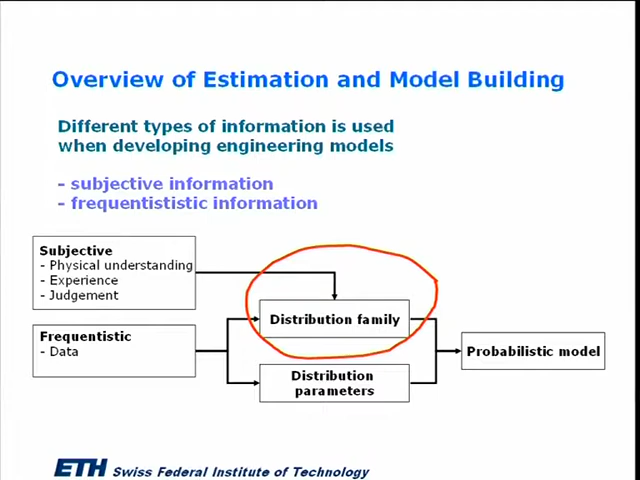 Overview of Estimation and Model Building
Different types of information is used
when developing engineering models
- subjective information
- frequentististic information
Subjective
- Physical understanding
- Experience
- Judgement
Distribution family
Frequentistic
- Data
Probabilistic model
Distribution
parameters
ETH Swiss Federal Institute of Technology